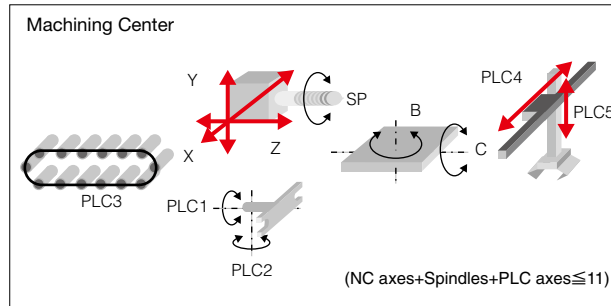 Machining Center
Y
SP
X
Z
B
C
PLC4
PLC5
PLC3
PLC1
PLC2
(NC axes+Spindles+PLC axes≦11)